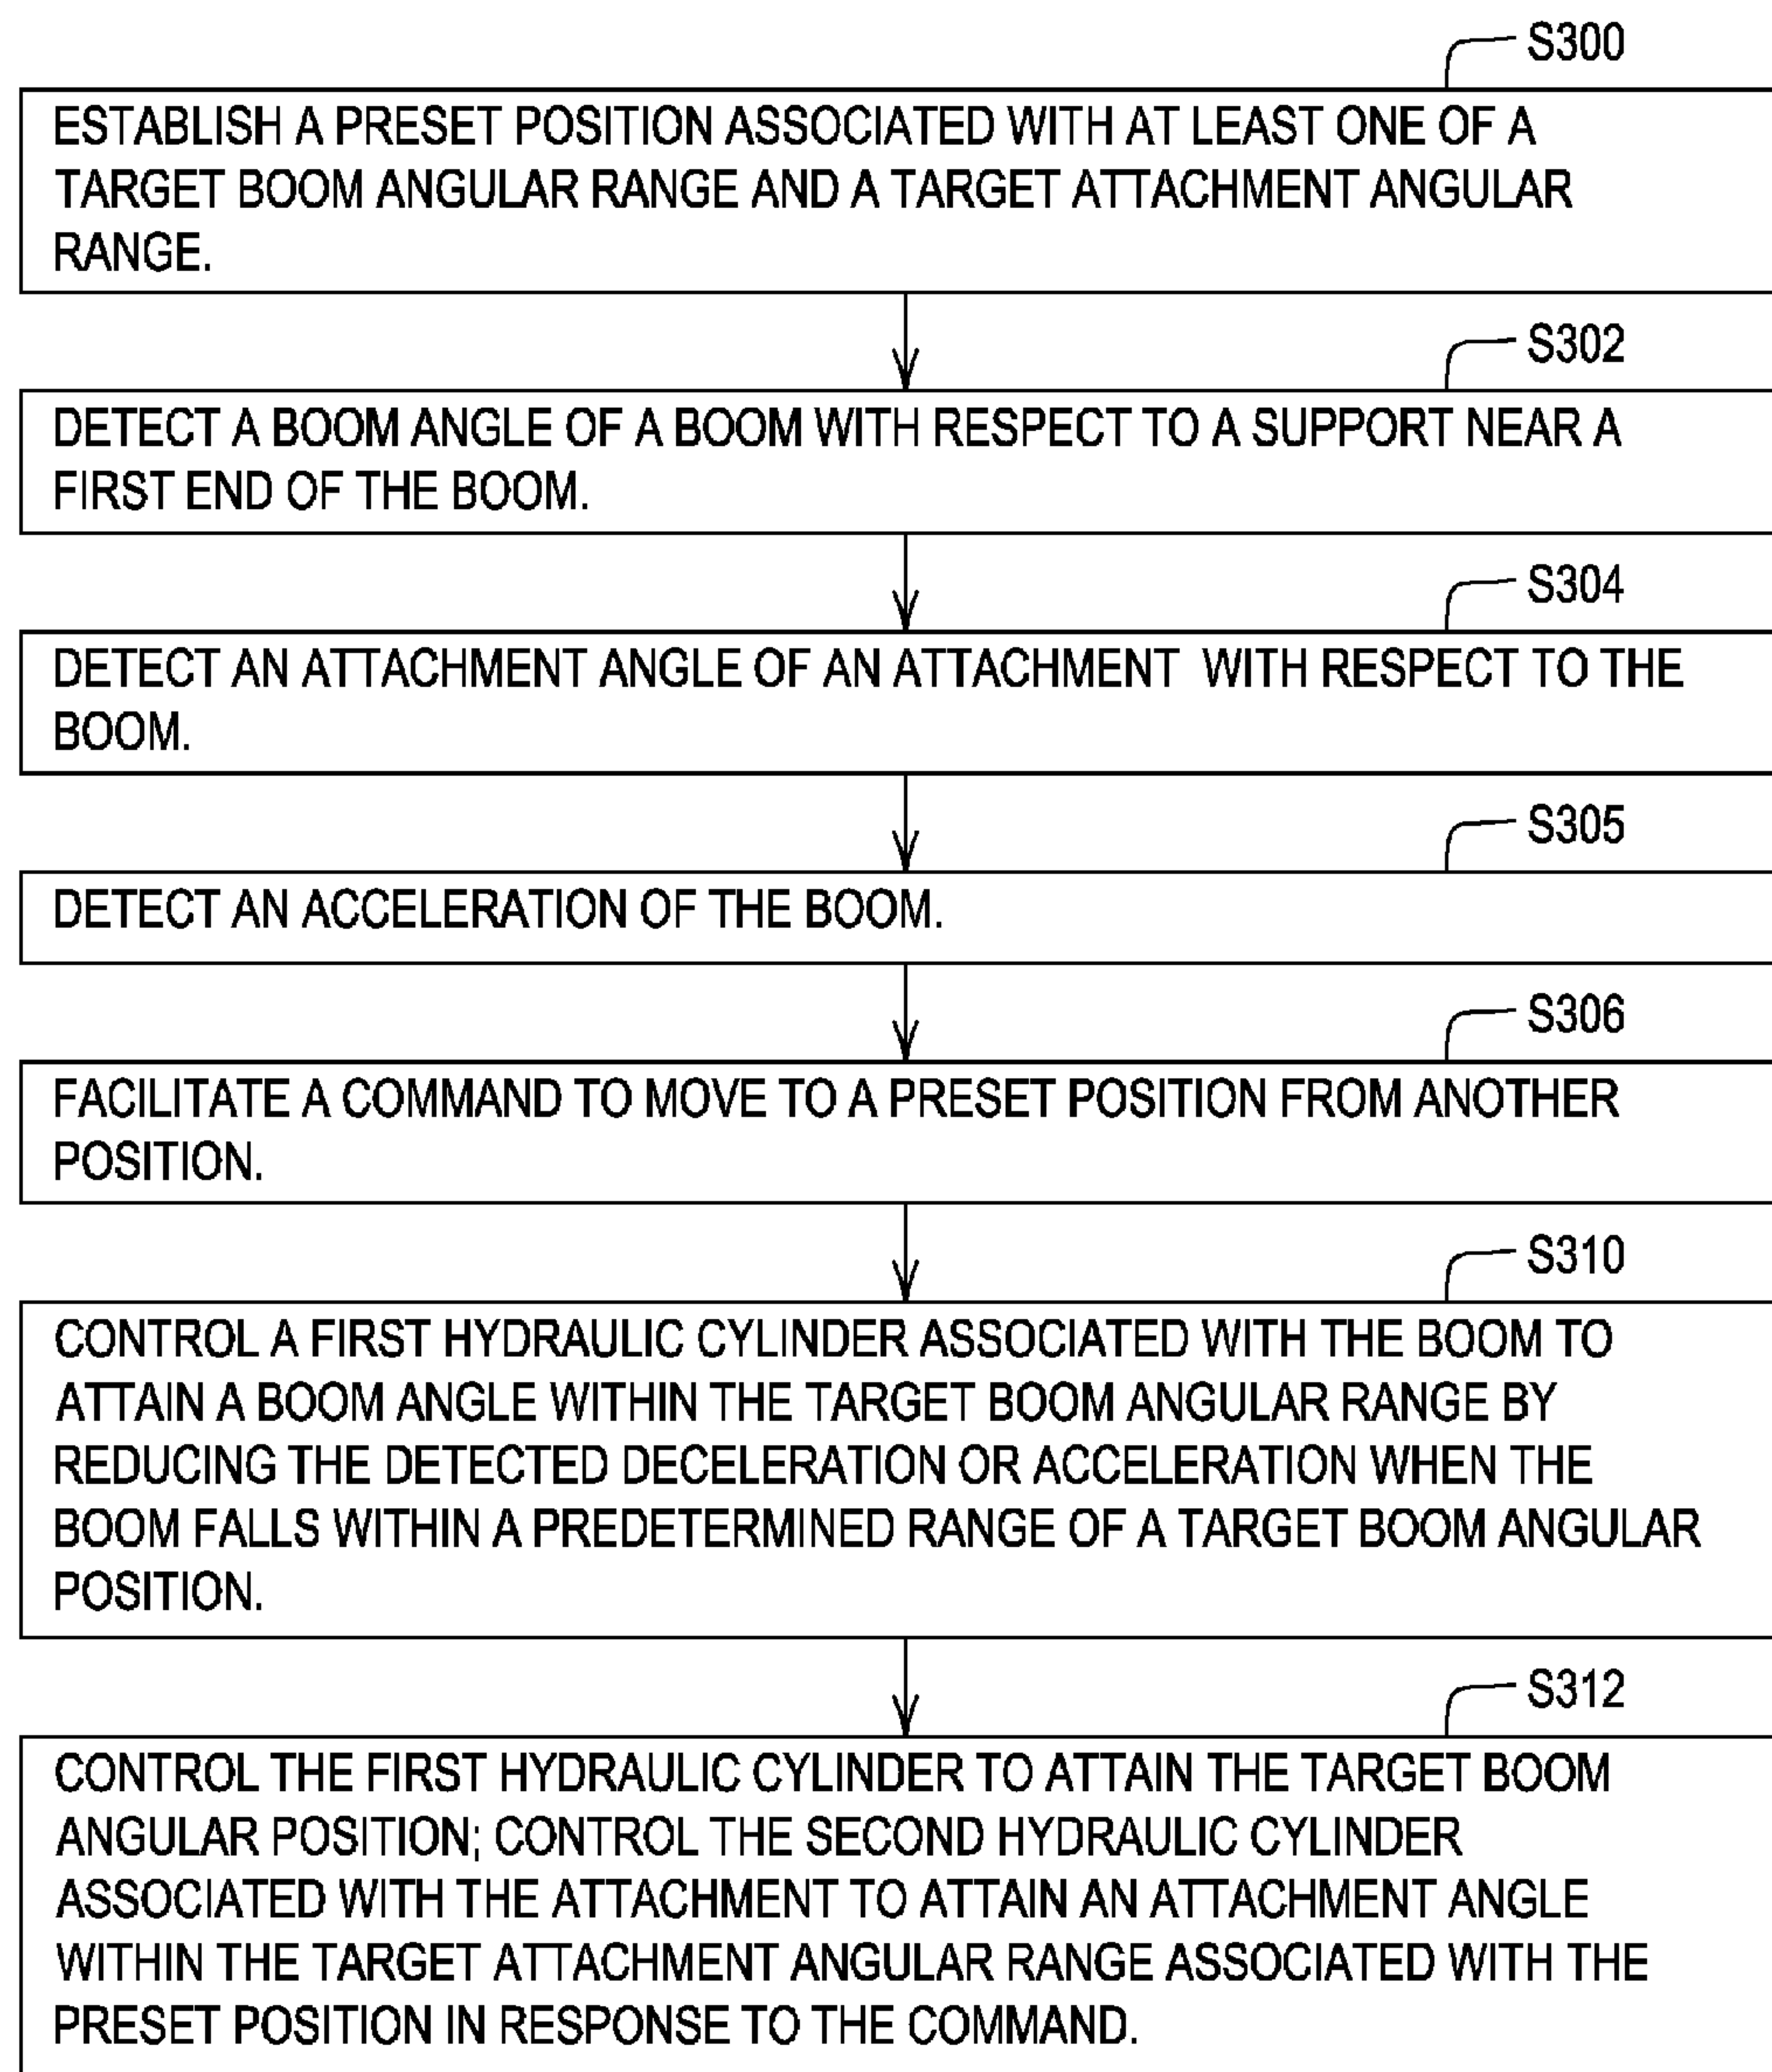 S300
ESTABLISH A PRESET POSITION ASSOCIATED WITH AT LEAST ONE OF A
TARGET BOOM ANGULAR RANGE AND A TARGET ATTACHMENT ANGULAR
RANGE.
S302
DETECT A BOOM ANGLE OF A BOOM WITH RESPECT TO A SUPPORT NEAR A
FIRST END OF THE BOOM.
S304
DETECT AN ATTACHMENT ANGLE OF AN ATTACHMENT WITH RESPECT TO THE
BOOM.
S305
DETECT AN ACCELERATION OF THE BOOM.
S306
FACILITATE A COMMAND TO MOVE TO A PRESET POSITION FROM ANOTHER
POSITION.
S310
CONTROL A FIRST HYDRAULIC CYLINDER ASSOCIATED WITH THE BOOM TO
ATTAIN A BOOM ANGLE WITHIN THE TARGET BOOM ANGULAR RANGE BY
REDUCING THE DETECTED DECELERATION OR ACCELERATION WHEN THE
BOOM FALLS WITHIN A PREDETERMINED RANGE OF A TARGET BOOM ANGULAR
POSITION.
S312
CONTROL THE FIRST HYDRAULIC CYLINDER TO ATTAIN THE TARGET BOOM
ANGULAR POSITION; CONTROL THE SECOND HYDRAULIC CYLINDER
ASSOCIATED WITH THE ATTACHMENT TO ATTAIN AN ATTACHMENT ANGLE
WITHIN THE TARGET ATTACHMENT ANGULAR RANGE ASSOCIATED WITH THE
PRESET POSITION IN RESPONSE TO THE COMMAND.